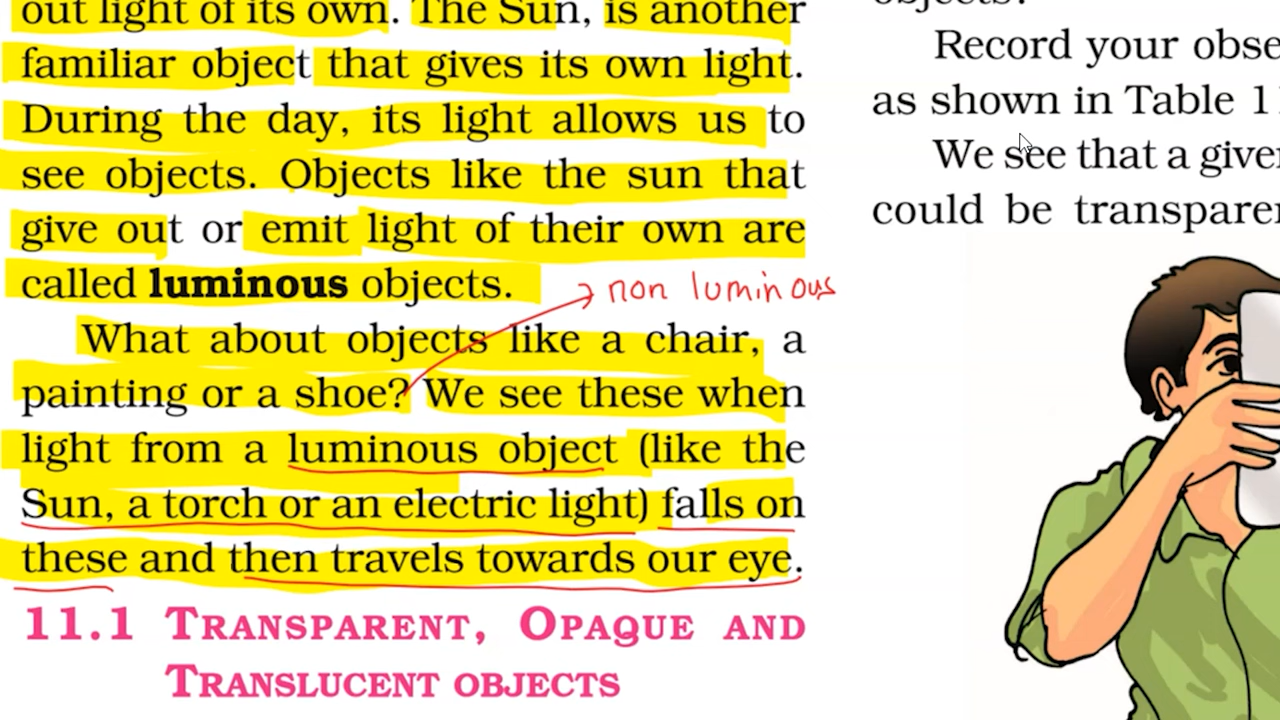 out light of its own. The Sun, is another
familiar object that gives its own light.
During the day, its light allows us to
see objects. Objects like the sun that
give out or emit light of their own are
called luminous objects.
non luminous
What about objects like a chair, a
painting or a shoe? We see these when
light from a luminous object (like the
Sun, a torch or an electric light) falls on
these and then travels towards our eye.
11.1 TRANSPARENT, OPAQUE AND
TRANSLUCENT OBJECTS
objects?
Record your obse
as shown in Table 11
We see that a given
could be transparen